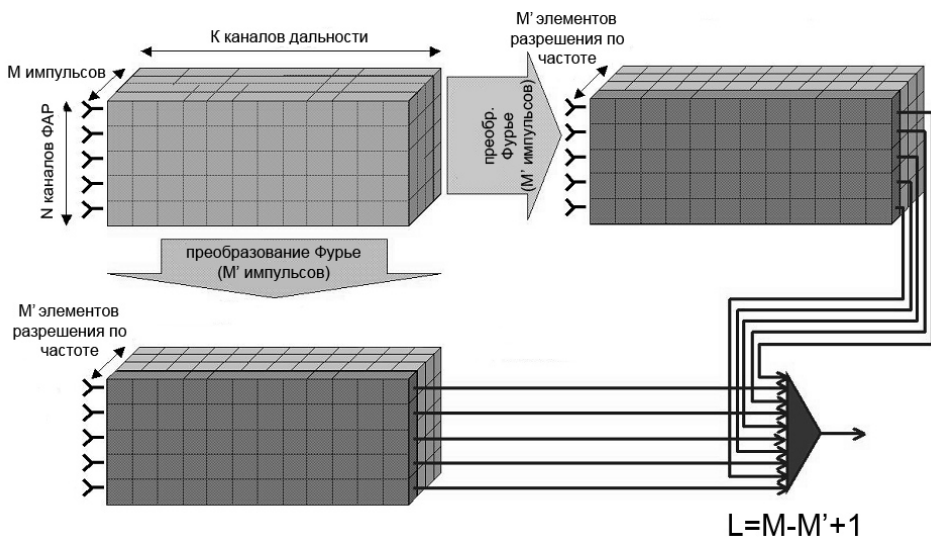 К каналов дальности
М импульсов
N каналов ФАР
преобр.
Фурье
(М' импульсов)
М' элементов
разрешения по
частоте
преобразование Фурье
(М' импульсов)
М' элементов
разрешения по
частоте
L=M-M'+1